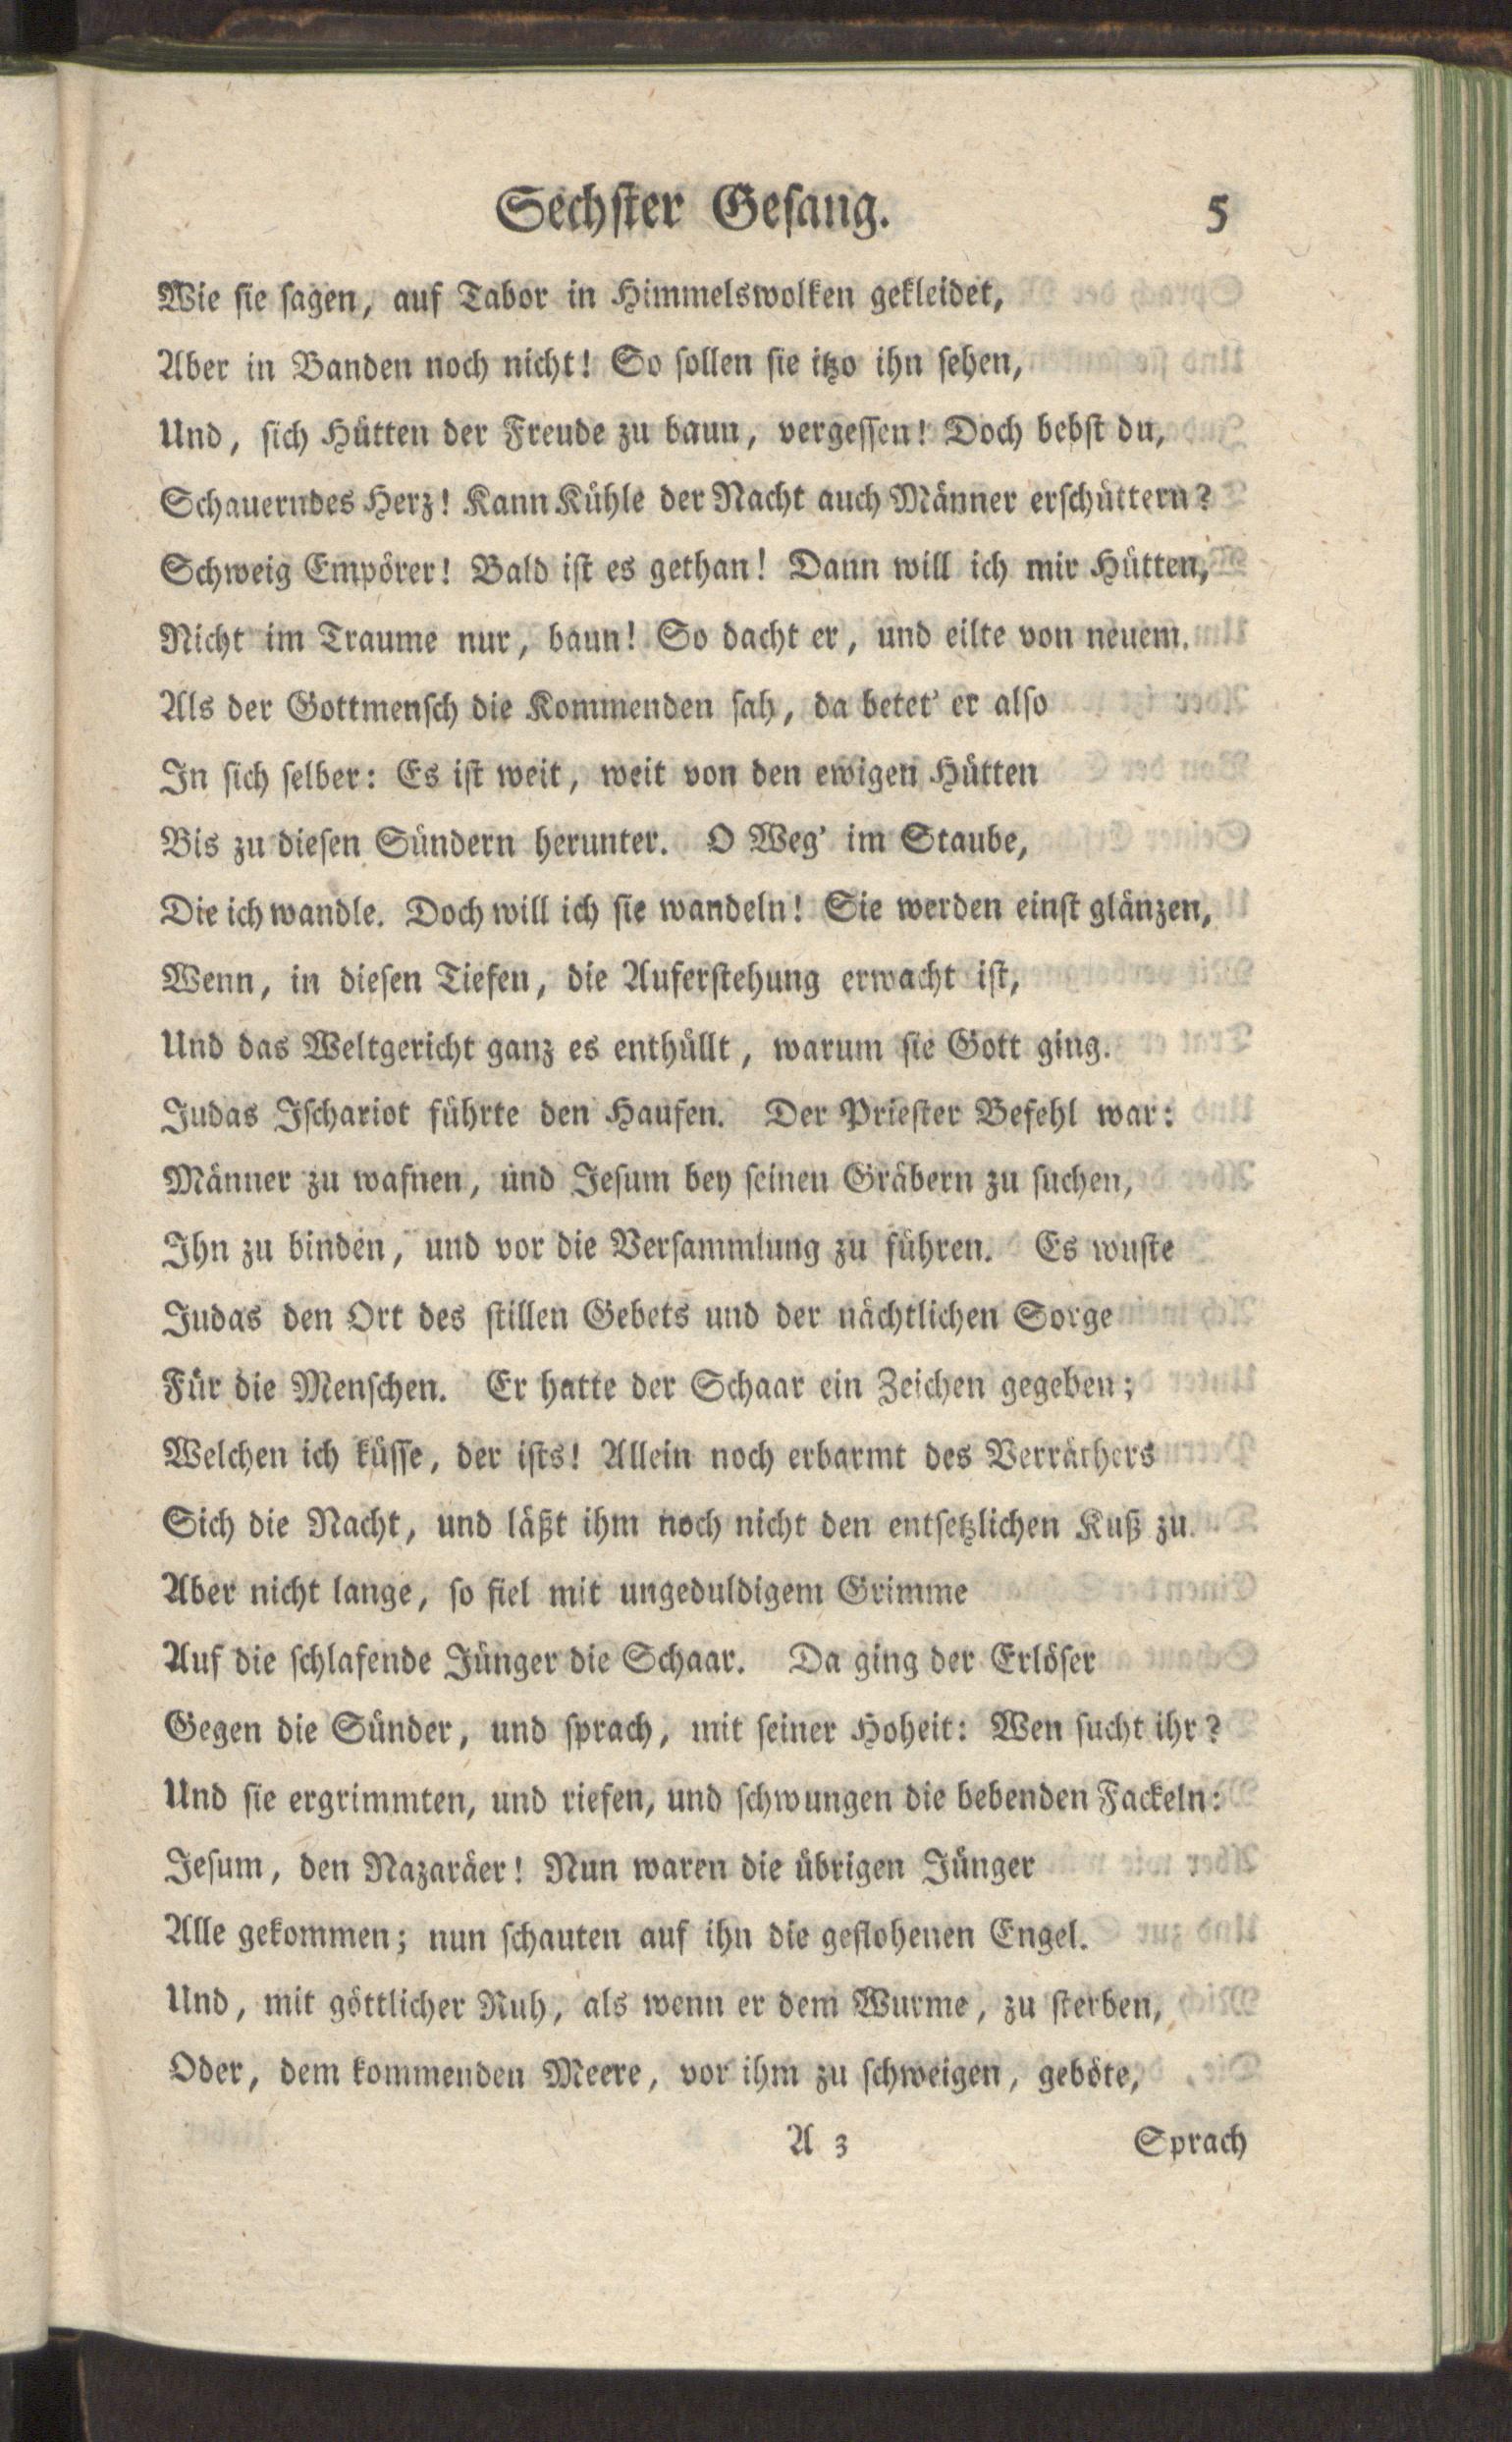 Sechſter Geſang. 5
Wie ſie ſagen, auf Tabor in Himmelswolken gekleidet,
Aber in Banden noch nicht! So ſollen ſie itzo ihn ſehen,
Und, ſich Hütten der Freude zu baun, vergeſſen! Doch bebſt du,
Schauerndes Herz! Kann Kühle der Nacht auch Männer erſchüttern?
Schweig Empörer! Bald iſt es gethan! Dann will ich mir Hütten,
Nicht im Traume nur, baun! So dacht er, und eilte von neuem.
Als der Gottmenſch die Kommenden ſah, da betet' er alſo
In ſich ſelber: Es iſt weit, weit von den ewigen Hütten
Bis zu dieſen Sündern herunter. O Weg' im Staube,
Die ich wandle. Doch will ich ſie wandeln! Sie werden einſt glänzen,
Wenn, in dieſen Tiefen, die Auferſtehung erwacht iſt,
Und das Weltgericht ganz es enthüllt, warum ſie Gott ging.
Judas Iſchariot führte den Haufen. Der Prieſter Befehl war:
Männer zu wafnen, und Jeſum bey ſeinen Gräbern zu ſuchen,
Ihn zu binden, und vor die Verſammlung zu führen. Es wuſte
Judas den Ort des ſtillen Gebets und der nächtlichen Sorge
Für die Menſchen. Er hatte der Schaar ein Zeichen gegeben;
Welchen ich küſſe, der iſts! Allein noch erbarmt des Verräthers
Sich die Nacht, und läßt ihm noch nicht den entſetzlichen Kuß zu.
Aber nicht lange, ſo fiel mit ungeduldigem Grimme
Auf die ſchlafende Jünger die Schaar. Da ging der Erlöſer
Gegen die Sünder, und ſprach, mit ſeiner Hoheit: Wen ſucht ihr?
Und ſie ergrimmten, und riefen, und ſchwungen die bebenden Fackeln:
Jeſum, den Nazaräer! Nun waren die übrigen Jünger
Alle gekommen; nun ſchauten auf ihn die geflohenen Engel.
Und, mit göttlicher Ruh, als wenn er dem Wurme, zu ſterben,
Oder, dem kommenden Meere, vor ihm zu ſchweigen, geböte,
A 3 Sprach